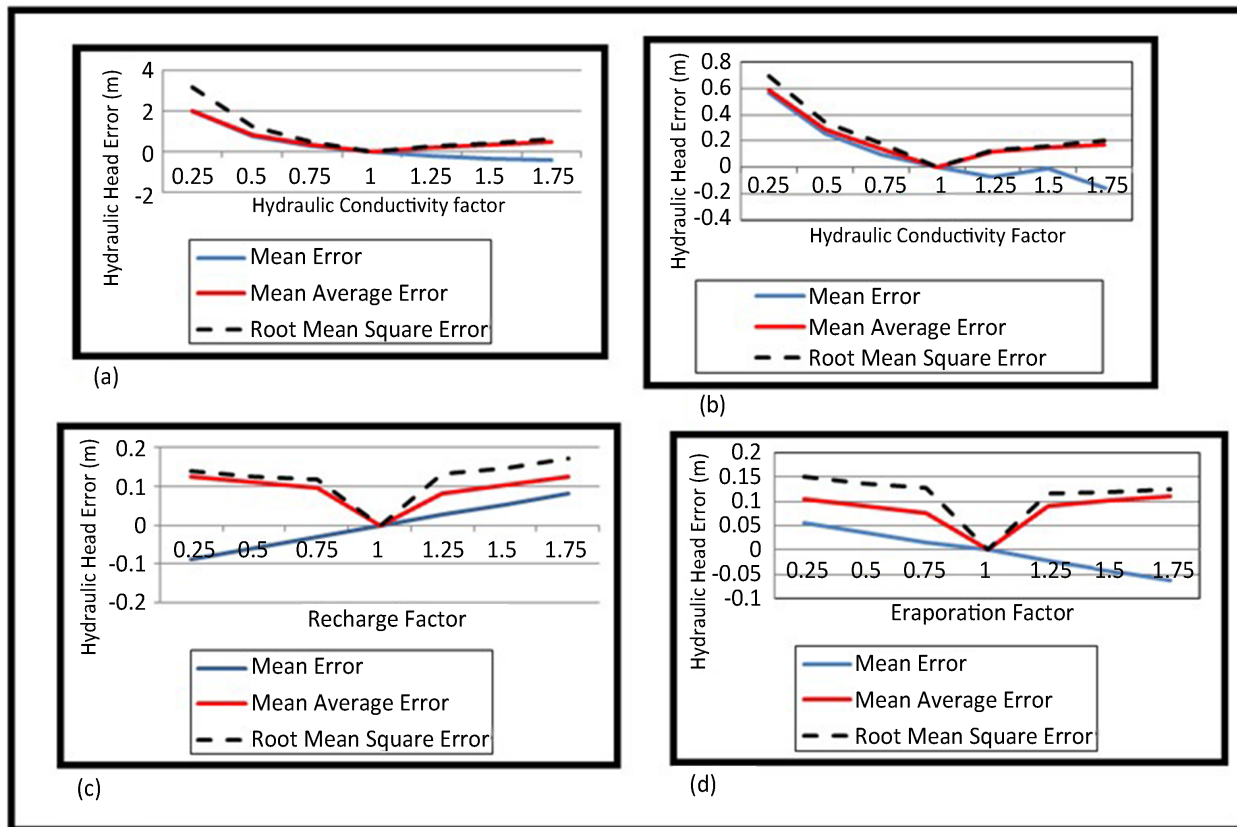 Hydraulic Head Error (m)
4
2
0
-2
0.25 0.5 0.75 1 1.25 1.5 1.75
Hydraulic Conductivity factor
Mean Error
Mean Average Error
Root Mean Square Error
(a)
Hydraulic Head Error (m)
0.8
0.6
0.4
0.2
0
-0.2
-0.4
0.25 0.5 0.75 1 1.25 1.5 1.75
Hydraulic Conductivity Factor
Mean Error
Mean Average Error
Root Mean Square Error
(b)
Hydraulic Head Error (m)
0.2
0.1
0
-0.1
-0.2
0.25 0.5 0.75 1 1.25 1.5 1.75
Recharge Factor
Mean Error
Mean Average Error
Root Mean Square Error
(c)
Hydraulic Head Error (m)
0.2
0.15
0.1
0.05
0
-0.05
-0.1
0.25 0.5 0.75 1 1.25 1.5 1.75
Eraporation Factor
Mean Error
Mean Average Error
Root Mean Square Error
(d)